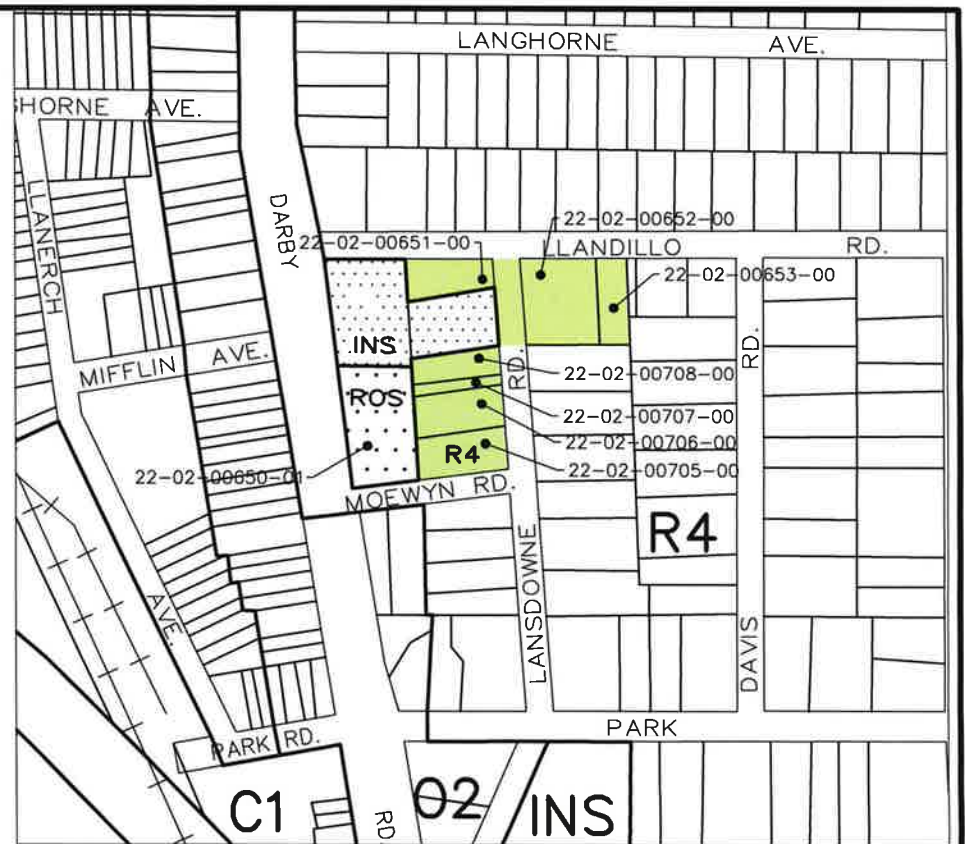 LANGHORNE AVE.
SHORNE AVE.
LLANERCH
DARBY
22-02-00652-00
22-02-00651-00
LLANDILLO RD.
22-02-00653-00
INS
RD.
RD.
MIFFLIN AVE.
22-02-00708-00
ROS
22-02-00707-00
22-02-00706-00
R4
22-02-00705-00
22-02-00650-01
MOEWYN RD.
R4
LANSDOWNE
AVE.
DAVIS
PARK
PARK RD.
C1
O2
INS
RD